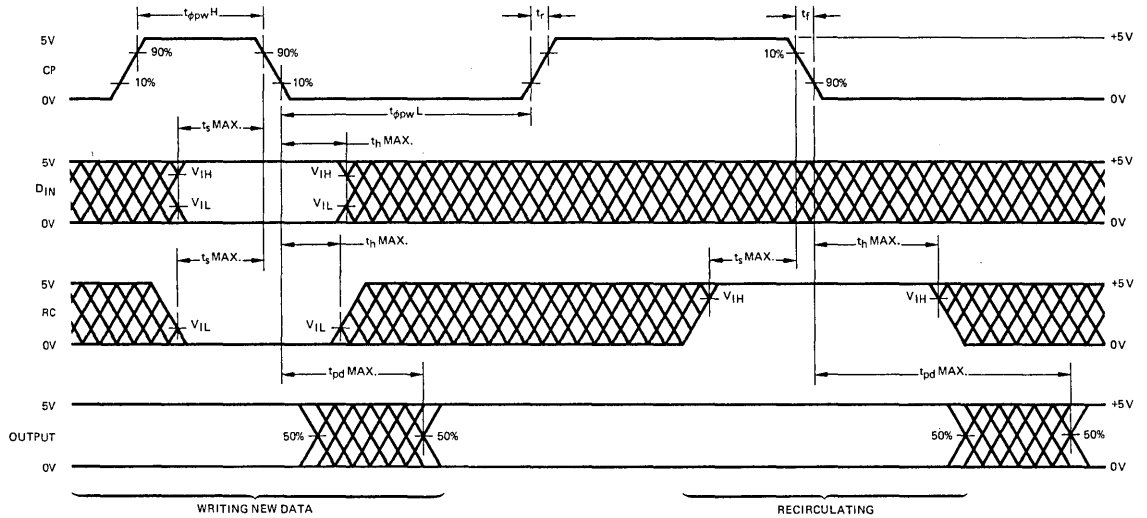 tφpwH
tr
tf
5V
90%
90%
10%
+5V
CP
10%
10%
90%
0V
0V
tφpwL
ts MAX.
th MAX.
5V
VIH
VIH
+5V
DIN
VIL
VIL
0V
0V
ts MAX.
th MAX.
ts MAX.
th MAX.
5V
VIH
VIH
+5V
RC
VIL
VIL
0V
0V
tpd MAX.
tpd MAX.
5V
+5V
OUTPUT
50%
50%
50%
50%
0V
0V
WRITING NEW DATA
RECIRCULATING